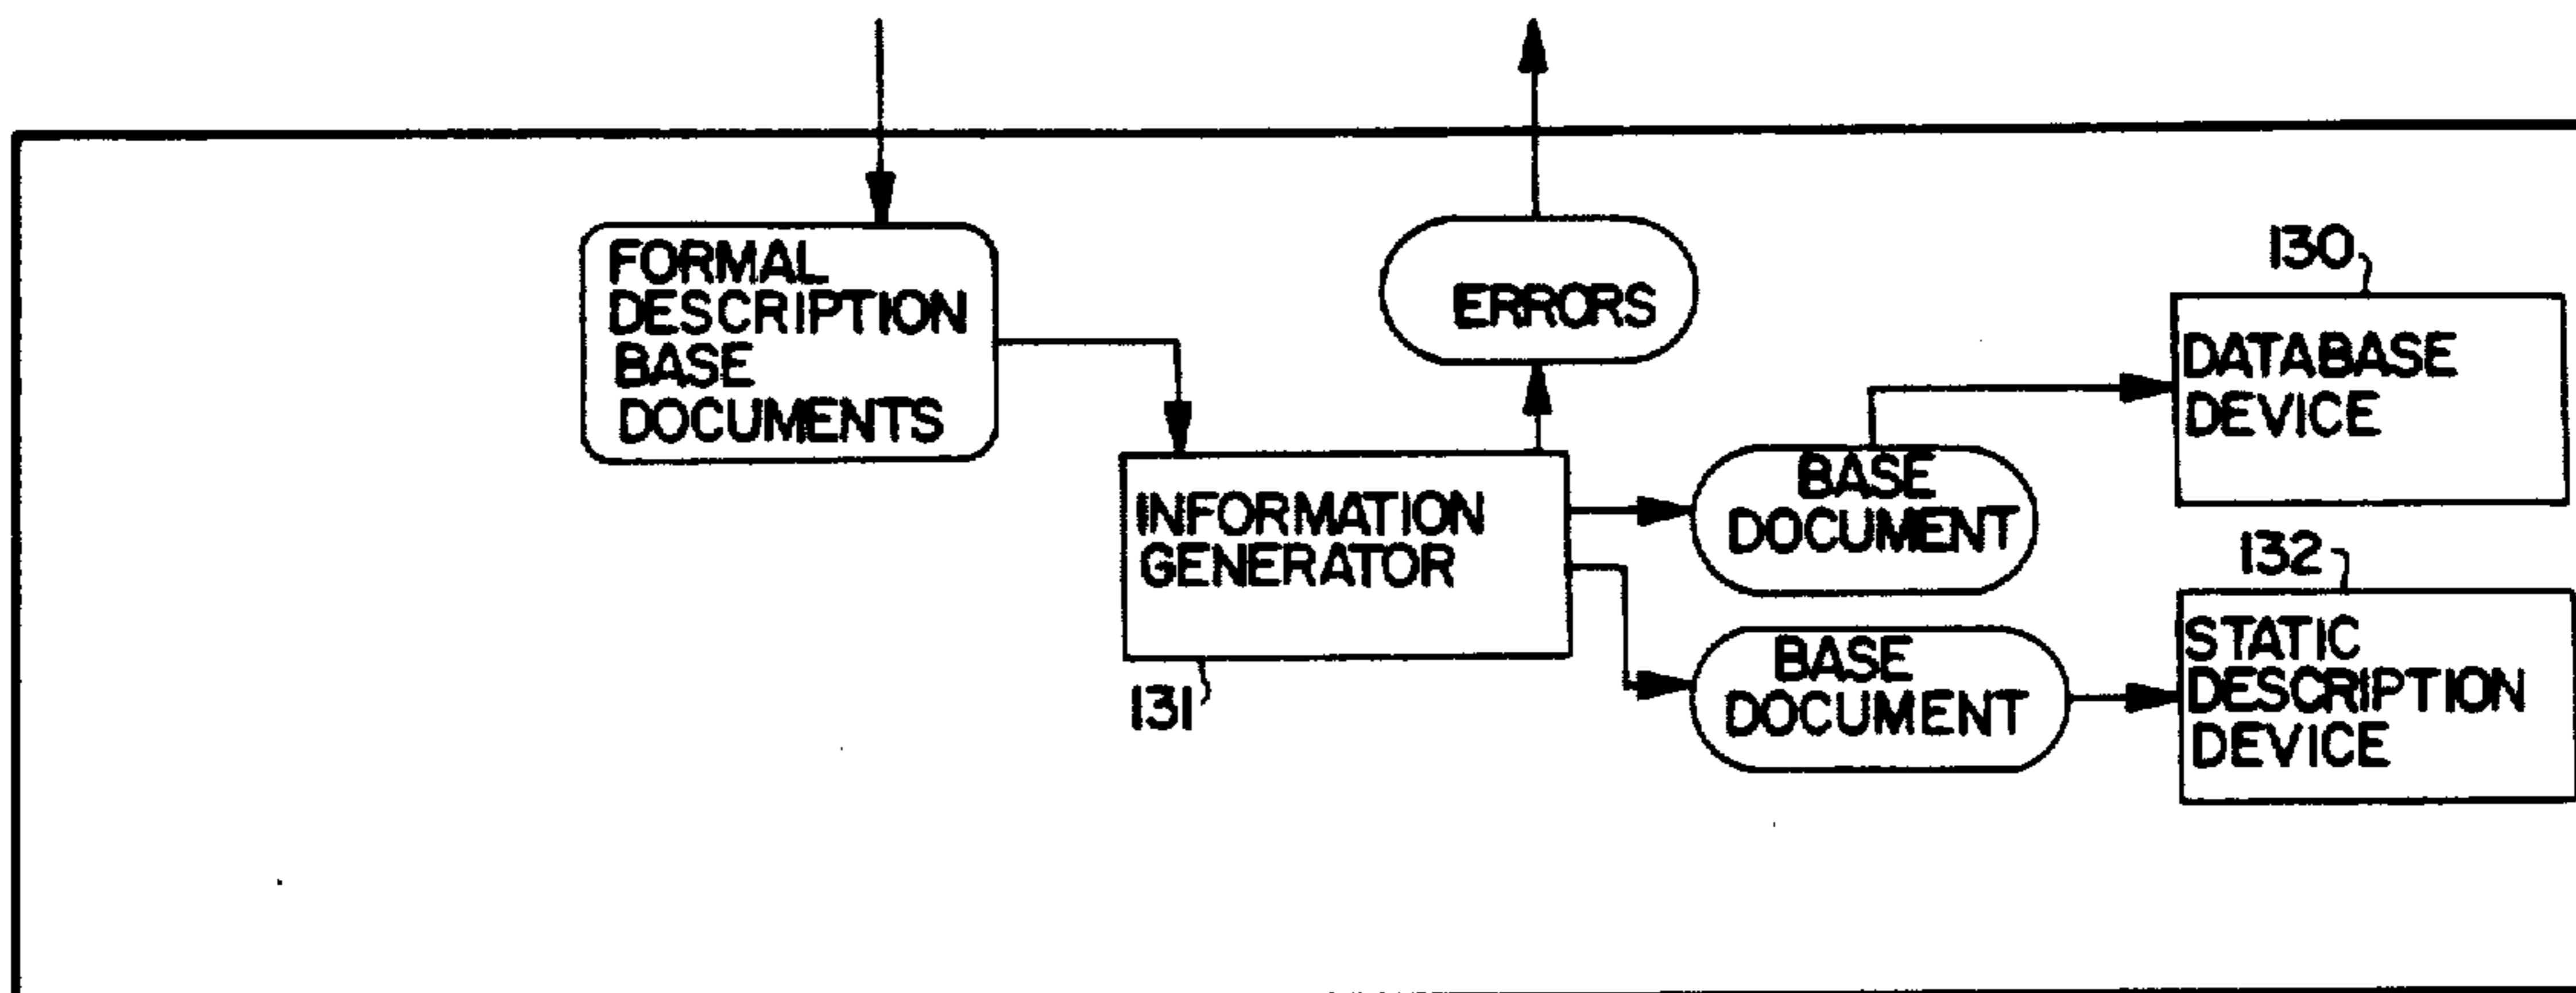 FORMAL
DESCRIPTION
BASE
DOCUMENTS
ERRORS
130
DATABASE
DEVICE
INFORMATION
GENERATOR
131
BASE
DOCUMENT
132
BASE
DOCUMENT
STATIC
DESCRIPTION
DEVICE